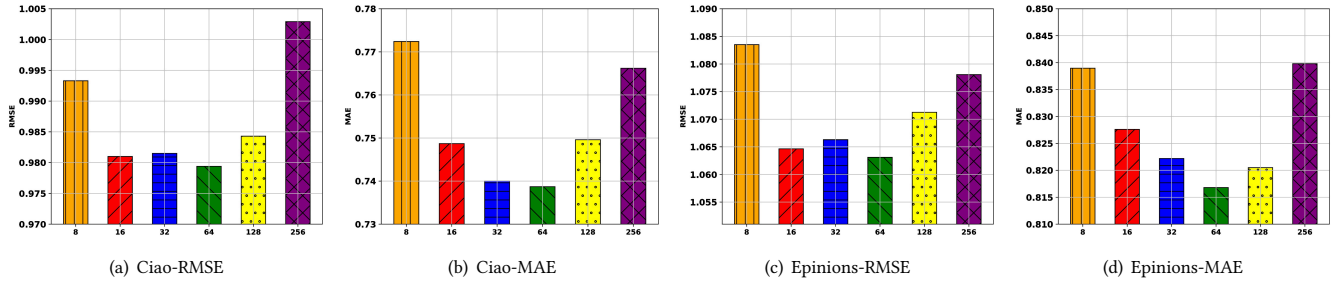 1.005
1.000
0.995
0.990
0.985
0.980
0.975
0.970
RMSE
8 16 32 64 128 256
(a) Ciao-RMSE
0.78
0.77
0.76
0.75
0.74
0.73
MAE
8 16 32 64 128 256
(b) Ciao-MAE
1.090
1.085
1.080
1.075
1.070
1.065
1.060
1.055
RMSE
8 16 32 64 128 256
(c) Epinions-RMSE
0.850
0.845
0.840
0.835
0.830
0.825
0.820
0.815
0.810
MAE
8 16 32 64 128 256
(d) Epinions-MAE